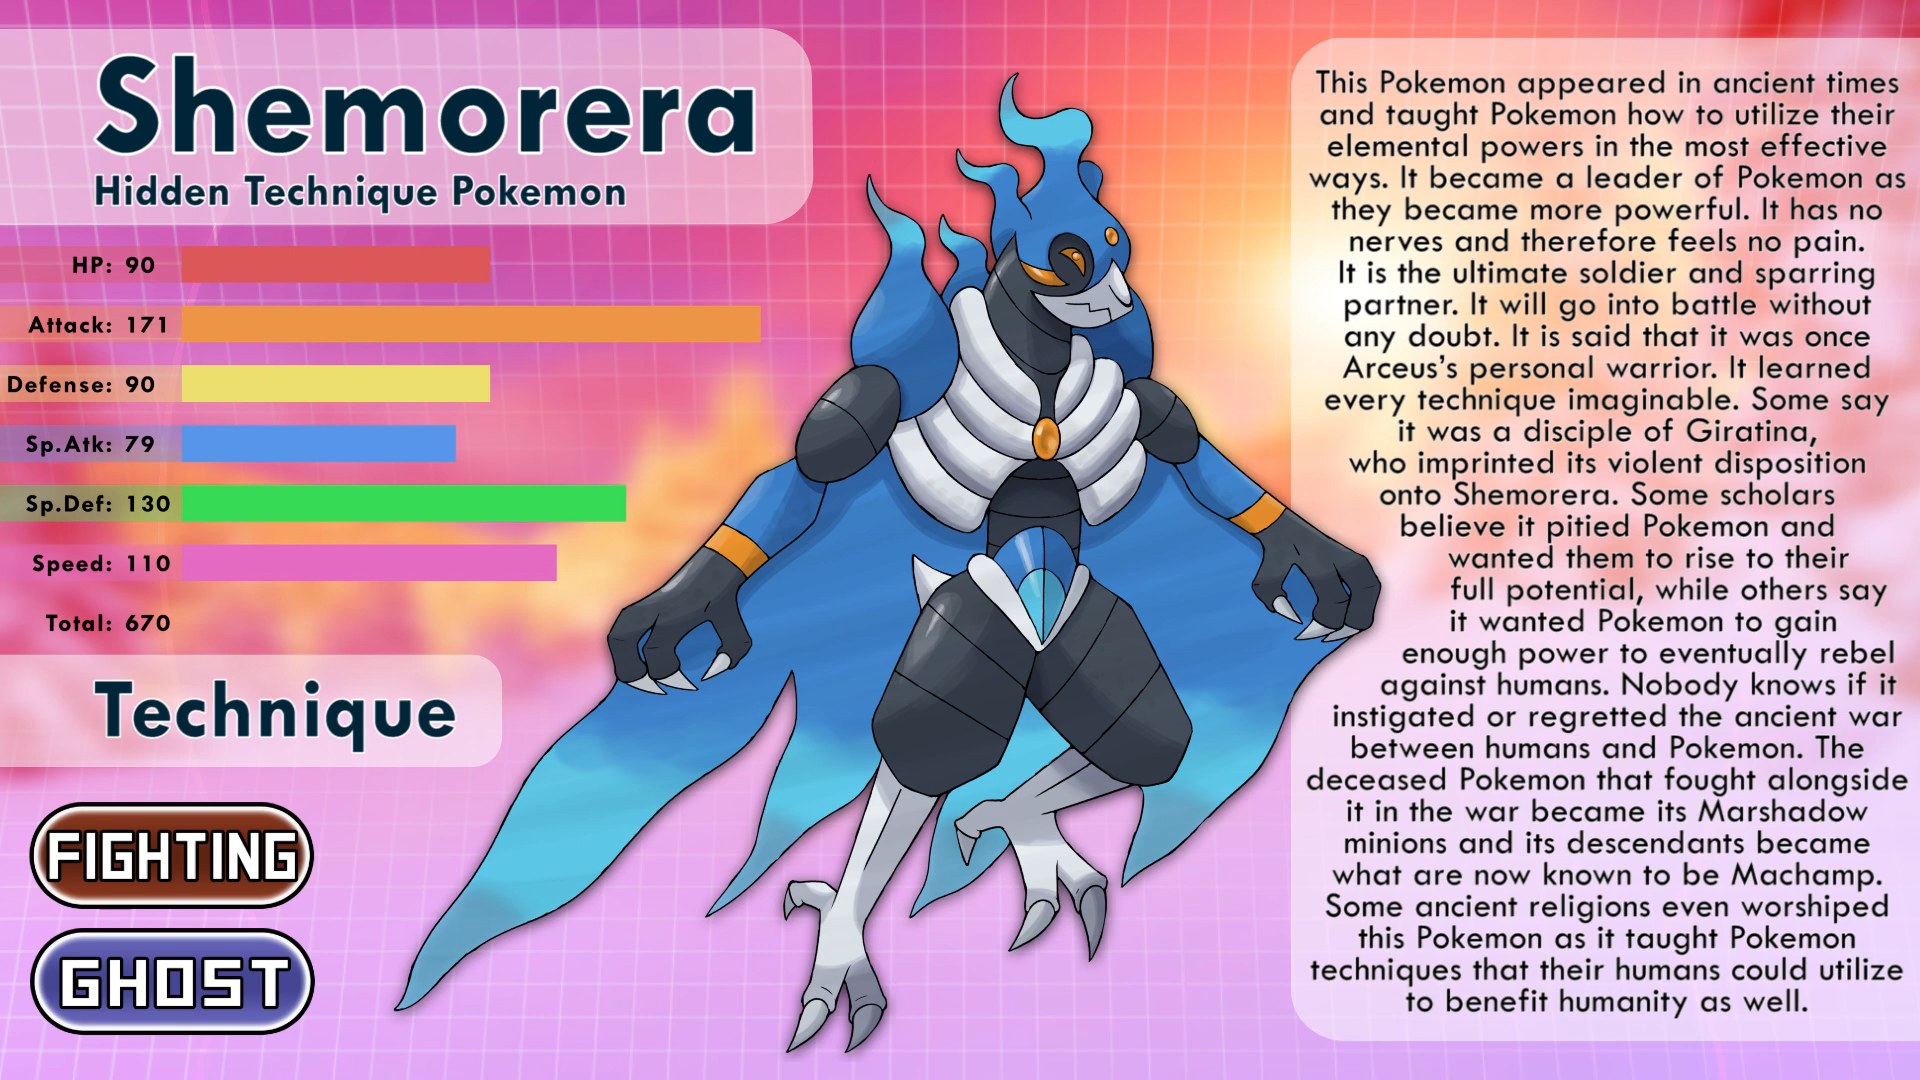 Shemorera
Hidden Technique Pokemon
HP: 90
Attack: 171
Defense: 90
Sp.Atk: 79
Sp.Def: 130
Speed: 110
Total: 670
Technique
FIGHTING
GHOST
This Pokemon appeared in ancient times
and taught Pokemon how to utilize their
elemental powers in the most effective
ways. It became a leader of Pokemon as
they became more powerful. It has no
nerves and therefore feels no pain.
It is the ultimate soldier and sparring
partner. It will go into battle without
any doubt. It is said that it was once
Arceus’s personal warrior. It learned
every technique imaginable. Some say
it was a disciple of Giratina,
who imprinted its violent disposition
onto Shemorera. Some scholars
believe it pitied Pokemon and
wanted them to rise to their
full potential, while others say
it wanted Pokemon to gain
enough power to eventually rebel
against humans. Nobody knows if it
instigated or regretted the ancient war
between humans and Pokemon. The
deceased Pokemon that fought alongside
it in the war became its Marshadow
minions and its descendants became
what are now known to be Machamp.
Some ancient religions even worshiped
this Pokemon as it taught Pokemon
techniques that their humans could utilize
to benefit humanity as well.